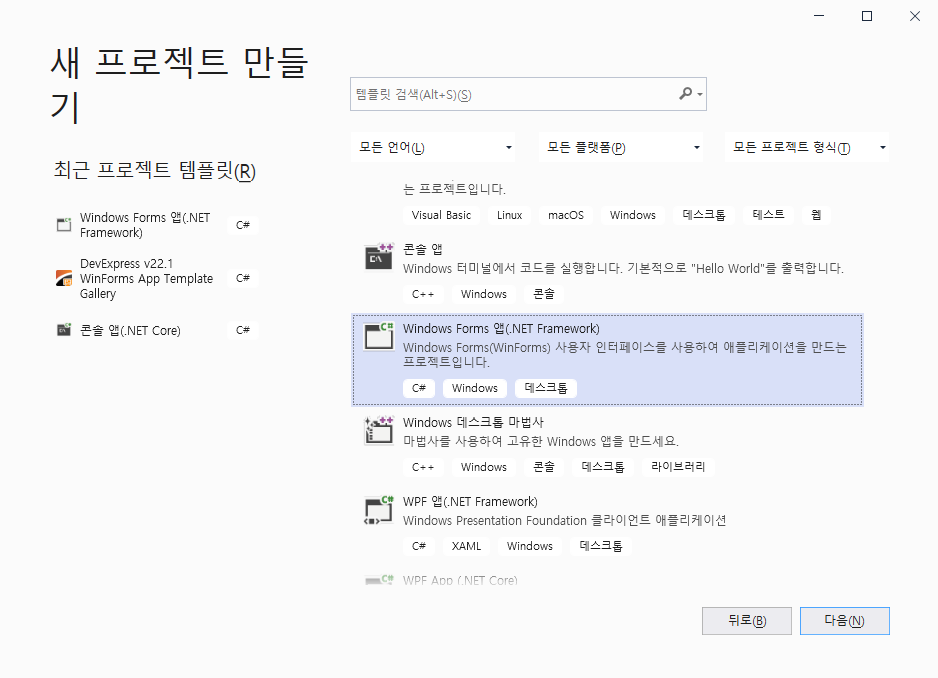 새 프로젝트 만들
기
최근 프로젝트 템플릿(R)
Windows Forms 앱(.NET
Framework)
C#
DevExpress v22.1
WinForms App Template
Gallery
C#
콘솔 앱(.NET Core)
C#
템플릿 검색(Alt+S)(S)
모든 언어(L)
모든 플랫폼(P)
모든 프로젝트 형식(T)
는 프로젝트입니다.
Visual Basic Linux macOS Windows 데스크톱 테스트 웹
콘솔 앱
Windows 터미널에서 코드를 실행합니다. 기본적으로 "Hello World"를 출력합니다.
C++ Windows 콘솔
Windows Forms 앱(.NET Framework)
Windows Forms(WinForms) 사용자 인터페이스를 사용하여 애플리케이션을 만드는
프로젝트입니다.
C# Windows 데스크톱
Windows 데스크톱 마법사
마법사를 사용하여 고유한 Windows 앱을 만드세요.
C++ Windows 콘솔 데스크톱 라이브러리
WPF 앱(.NET Framework)
Windows Presentation Foundation 클라이언트 애플리케이션
C# XAML Windows 데스크톱
WPF App (.NET Core)
뒤로(B)
다음(N)